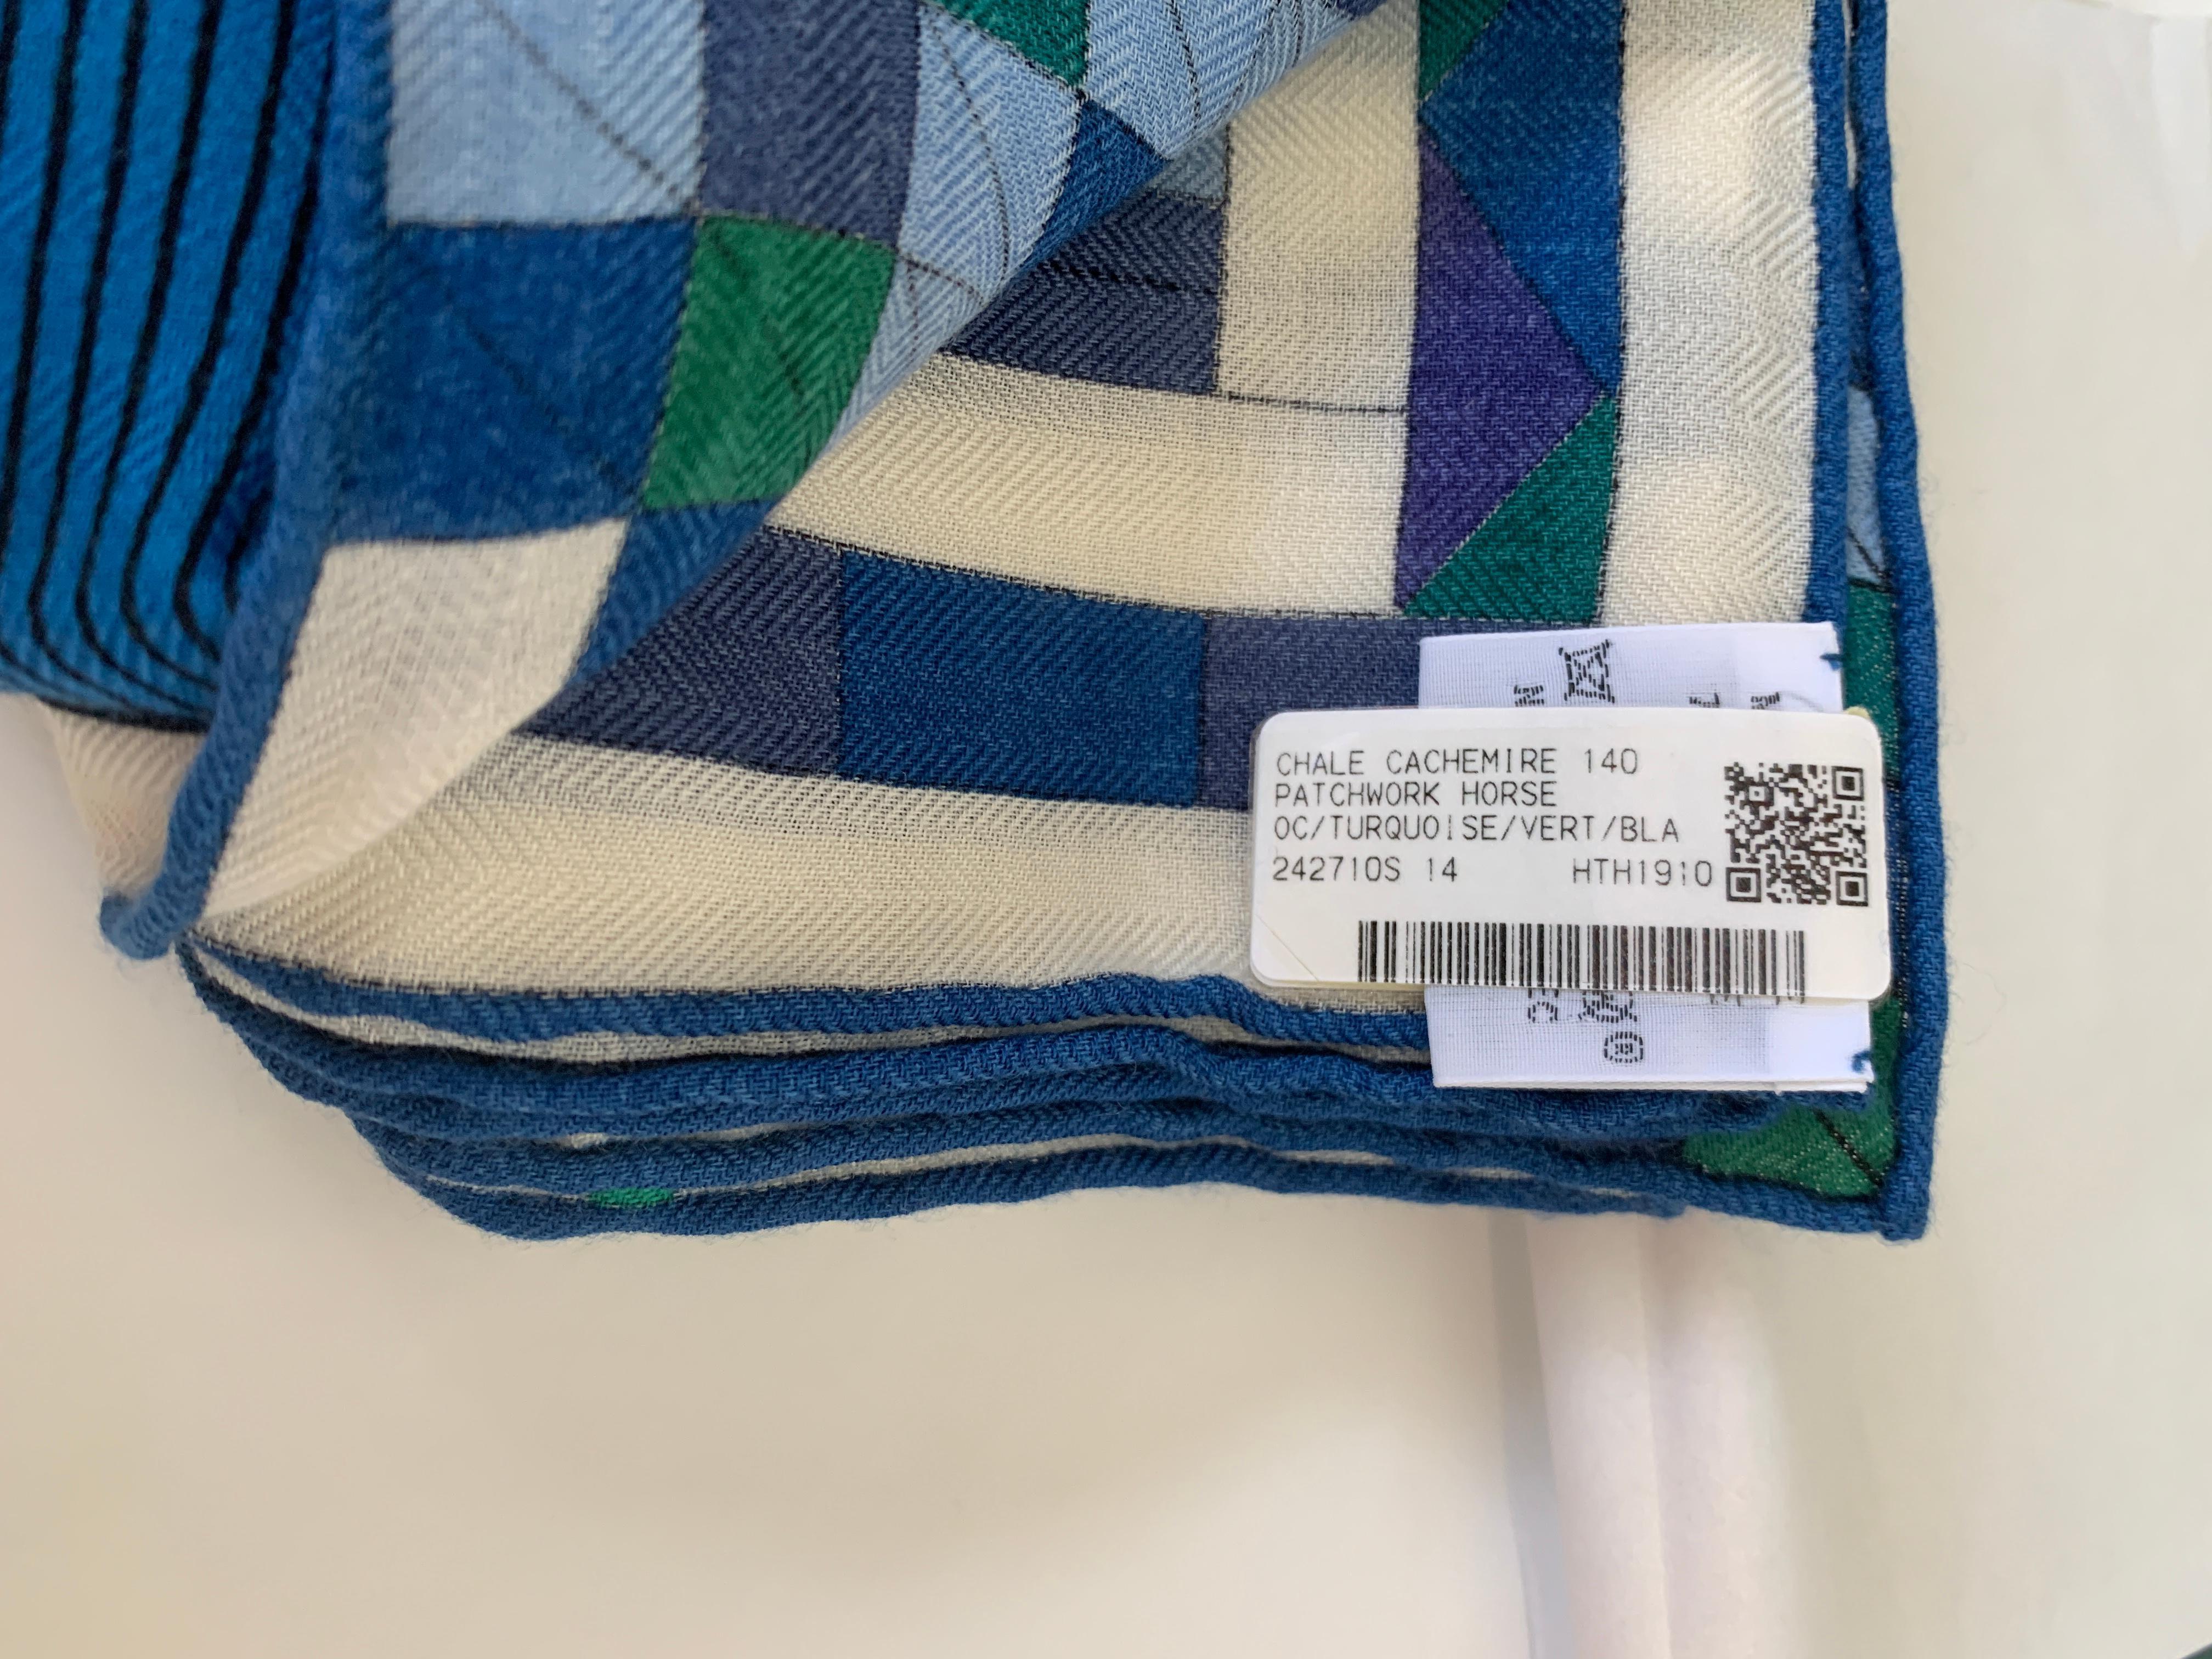 CHALE CACHEMIRE 140
PATCHWORK HORSE
OC/TURQUOISE/VERT/BLA
242710S 14 HTH1910